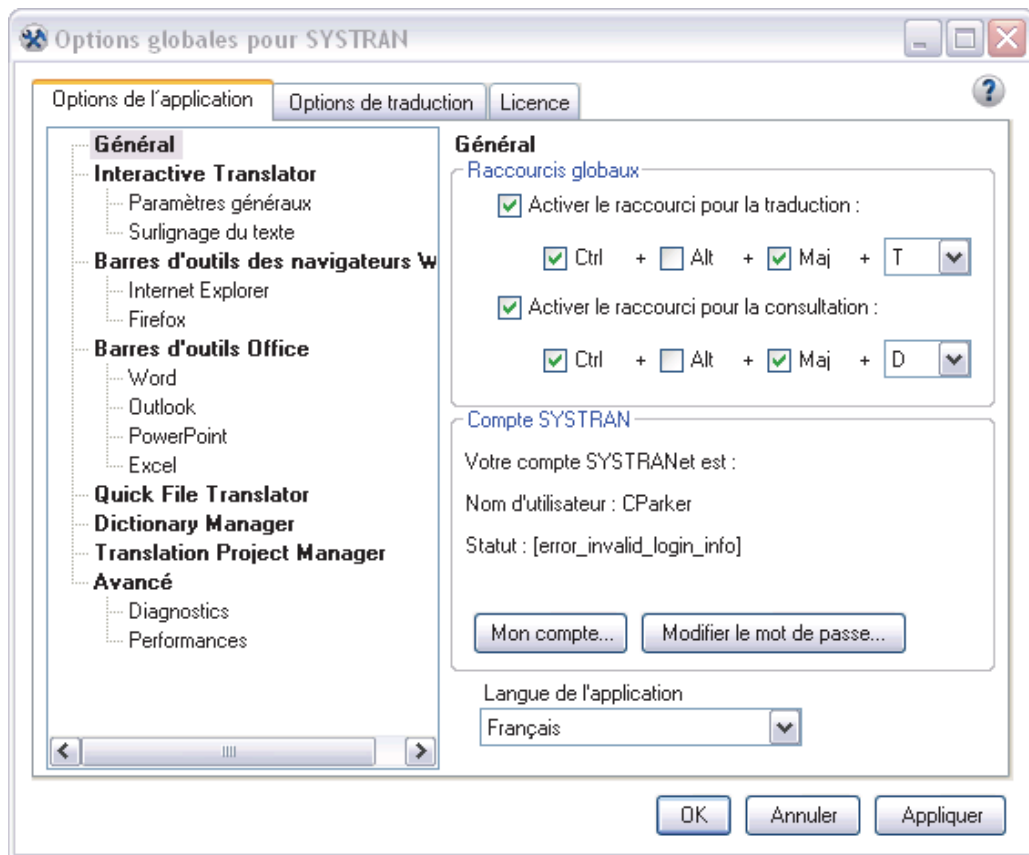 Options globales pour SYSTRAN
Options de l'application
Options de traduction
Licence
?
Général
Interactive Translator
Paramètres généraux
Surlignage du texte
Barres d'outils des navigateurs W
Internet Explorer
Firefox
Barres d'outils Office
Word
Outlook
PowerPoint
Excel
Quick File Translator
Dictionary Manager
Translation Project Manager
Avancé
Diagnostics
Performances
Général
Raccourcis globaux
Activer le raccourci pour la traduction :
Ctrl + Alt + Maj + T
Activer le raccourci pour la consultation :
Ctrl + Alt + Maj + D
Compte SYSTRAN
Votre compte SYSTRANet est :
Nom d'utilisateur : CParker
Statut : [error_invalid_login_info]
Mon compte... Modifier le mot de passe...
Langue de l'application
Français
OK Annuler Appliquer